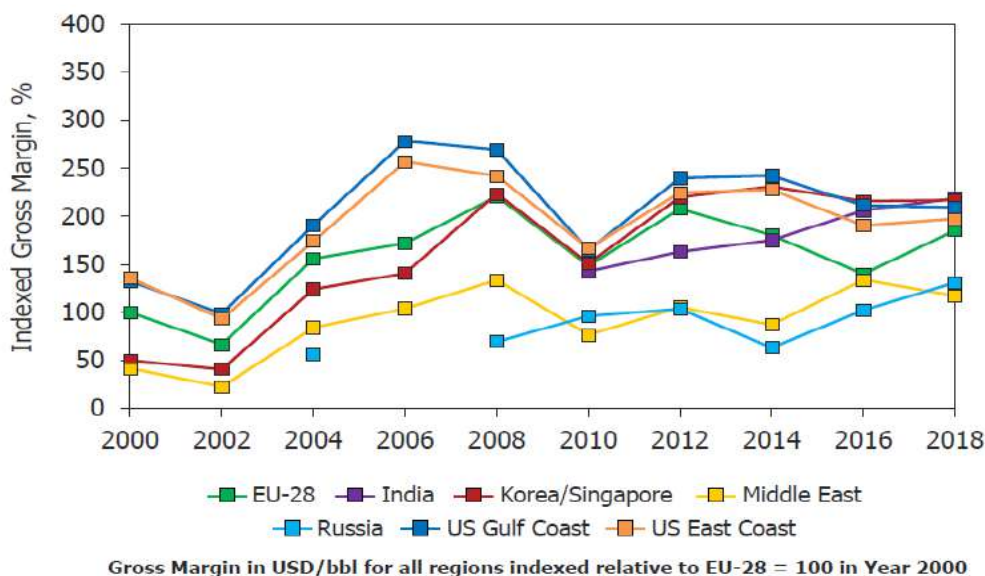 400
350
300
250
200
150
100
50
0
Indexed Gross Margin, %
2000 2002 2004 2006 2008 2010 2012 2014 2016 2018
EU-28 India Korea/Singapore Middle East
Russia US Gulf Coast US East Coast
Gross Margin in USD/bbl for all regions indexed relative to EU-28 = 100 in Year 2000